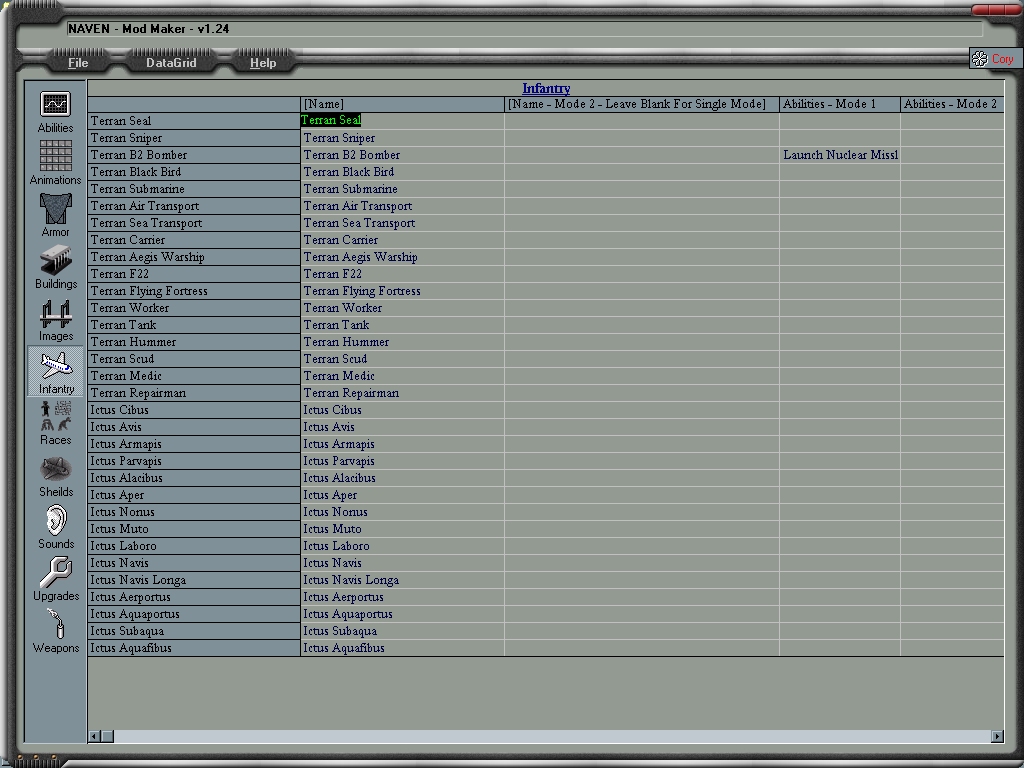 NAVEN - Mod Maker - v1.24
File DataGrid Help
Cory
Infantry
[Name] [Name - Mode 2 - Leave Blank For Single Mode] Abilities - Mode 1 Abilities - Mode 2
Terran Seal Terran Seal
Terran Sniper Terran Sniper
Terran B2 Bomber Terran B2 Bomber Launch Nuclear Missl
Terran Black Bird Terran Black Bird
Terran Submarine Terran Submarine
Terran Air Transport Terran Air Transport
Terran Sea Transport Terran Sea Transport
Terran Carrier Terran Carrier
Terran Aegis Warship Terran Aegis Warship
Terran F22 Terran F22
Terran Flying Fortress Terran Flying Fortress
Terran Worker Terran Worker
Terran Tank Terran Tank
Terran Hummer Terran Hummer
Terran Scud Terran Scud
Terran Medic Terran Medic
Terran Repairman Terran Repairman
Ictus Cibus Ictus Cibus
Ictus Avis Ictus Avis
Ictus Armapis Ictus Armapis
Ictus Parvapis Ictus Parvapis
Ictus Alacibus Ictus Alacibus
Ictus Aper Ictus Aper
Ictus Nonus Ictus Nonus
Ictus Muto Ictus Muto
Ictus Laboro Ictus Laboro
Ictus Navis Ictus Navis
Ictus Navis Longa Ictus Navis Longa
Ictus Aerportus Ictus Aerportus
Ictus Aquaportus Ictus Aquaportus
Ictus Subaqua Ictus Subaqua
Ictus Aquafibus Ictus Aquafibus
Abilities
Animations
Armor
Buildings
Images
Infantry
Races
Sheilds
Sounds
Upgrades
Weapons